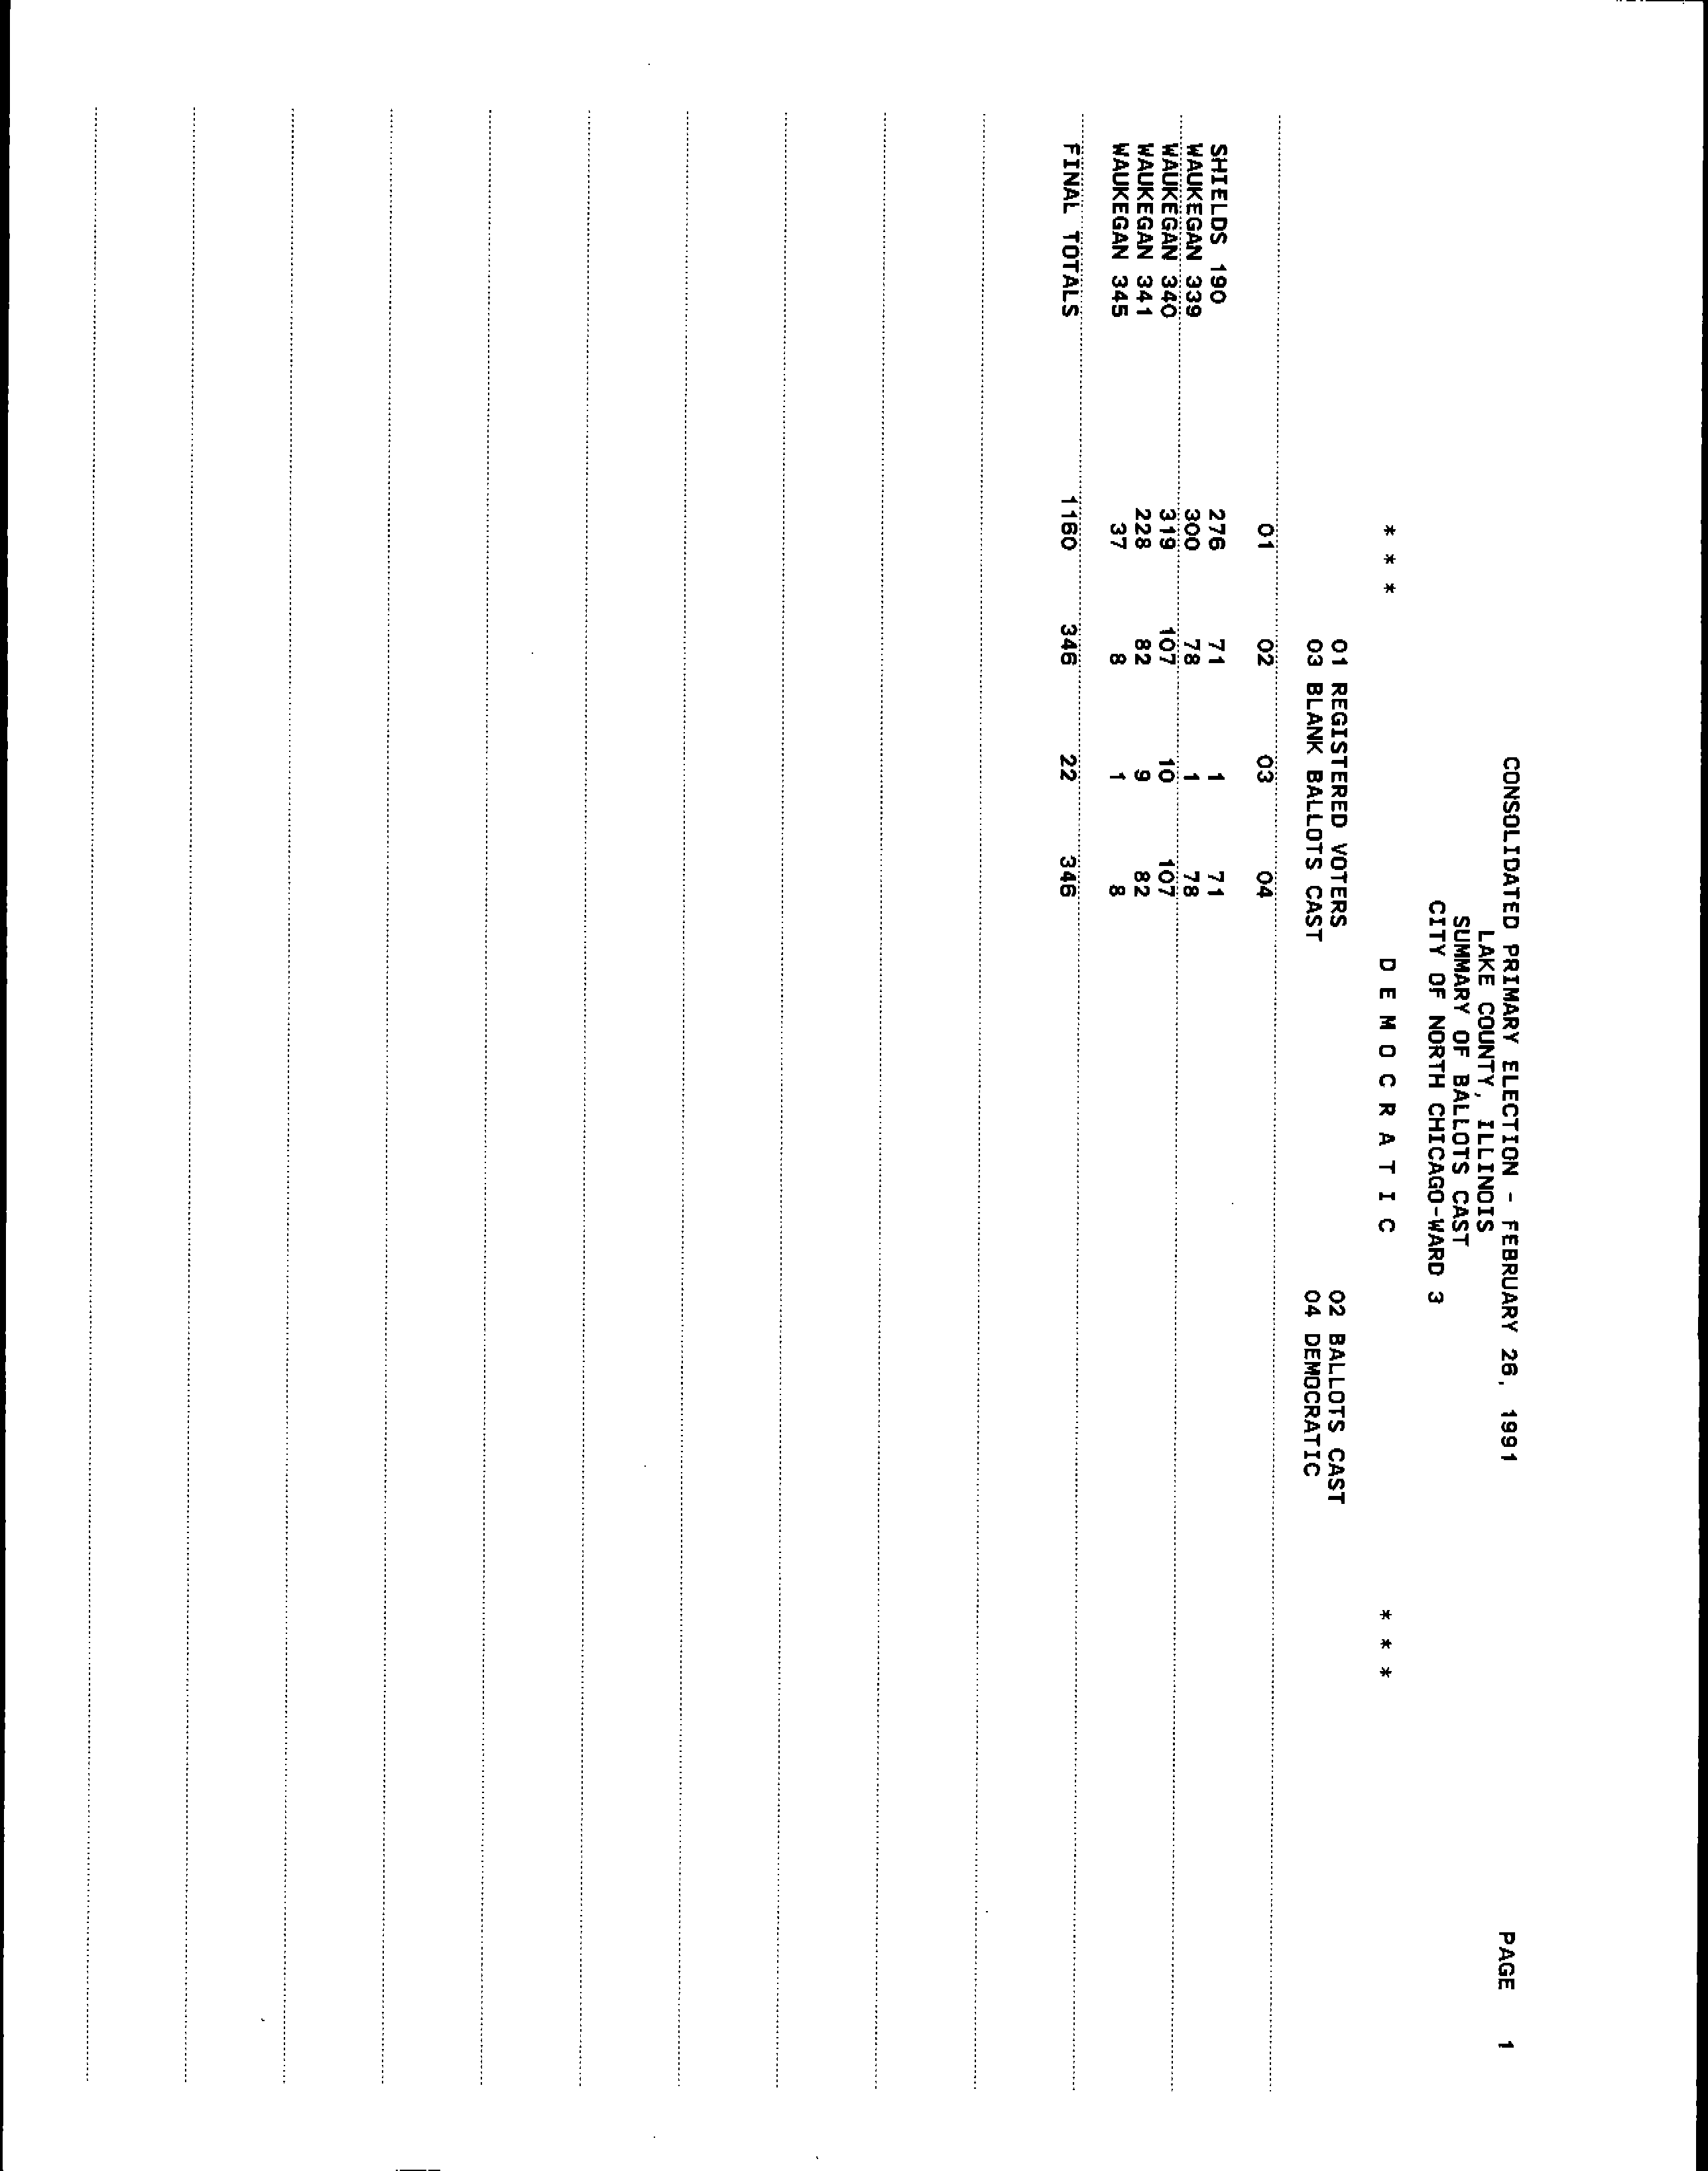 CONSOLIDATED PRIMARY ELECTION - FEBRUARY 26, 1991 PAGE 1
LAKE COUNTY, ILLINOIS
SUMMARY OF BALLOTS CAST
CITY OF NORTH CHICAGO-WARD 3
* * * D E M O C R A T I C * * *
01 REGISTERED VOTERS 02 BALLOTS CAST
03 BLANK BALLOTS CAST 04 DEMOCRATIC
01 02 03 04
SHIELDS 190 276 71 1 71
WAUKEGAN 339 300 78 1 78
WAUKEGAN 340 319 107 10 107
WAUKEGAN 341 228 82 9 82
WAUKEGAN 345 37 8 1 8
FINAL TOTALS 1160 346 22 346